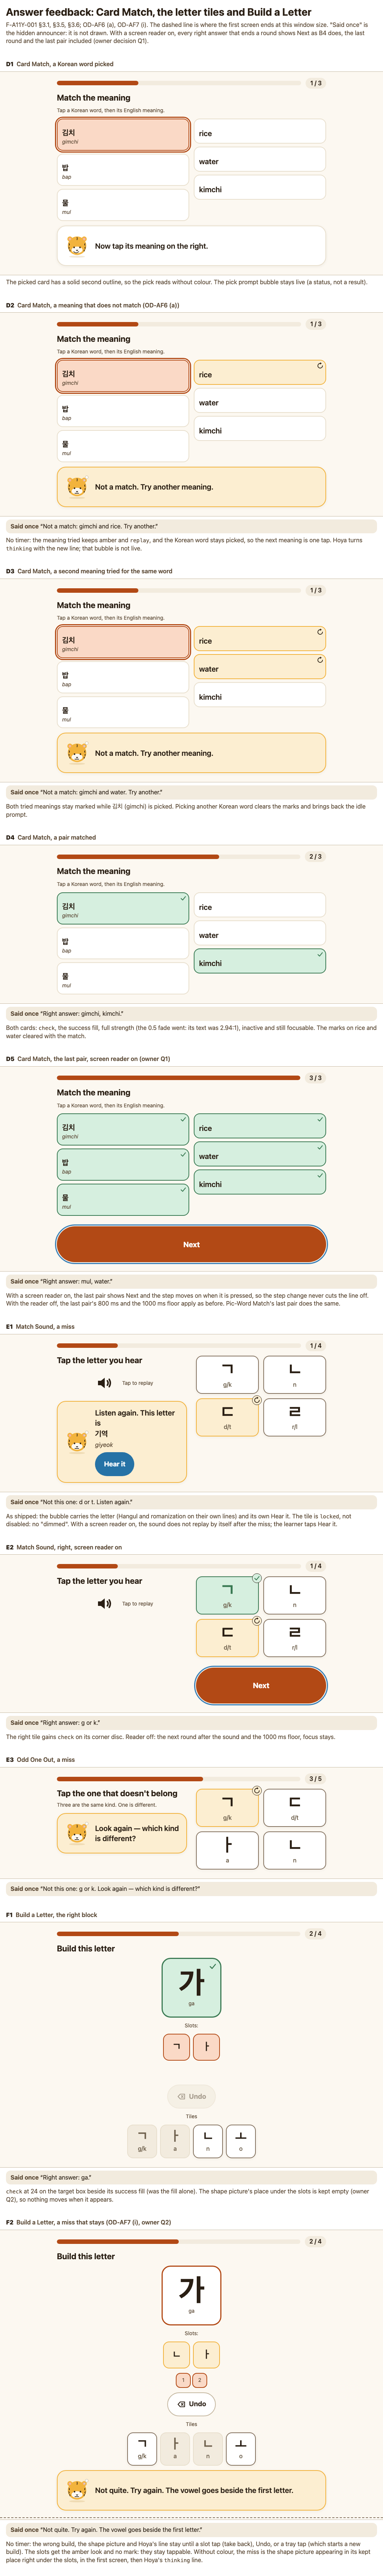 Answer feedback: Card Match, the letter tiles and Build a Letter
F-A11Y-001 §3.1, §3.5, §3.6; OD-AF6 (a), OD-AF7 (i). The dashed line is where the first screen ends at this window size. "Said once" is
the hidden announcer: it is not drawn. With a screen reader on, every right answer that ends a round shows Next as B4 does, the last
round and the last pair included (owner decision Q1).
D1 Card Match, a Korean word picked
1 / 3
Match the meaning
Tap a Korean word, then its English meaning.
김치
gimchi
rice
밥
bap
water
물
mul
kimchi
Now tap its meaning on the right.
The picked card has a solid second outline, so the pick reads without colour. The pick prompt bubble stays live (a status, not a result).
D2 Card Match, a meaning that does not match (OD-AF6 (a))
1 / 3
Match the meaning
Tap a Korean word, then its English meaning.
김치
gimchi
rice
밥
bap
water
물
mul
kimchi
Not a match. Try another meaning.
Said once "Not a match: gimchi and rice. Try another."
No timer: the meaning tried keeps amber and replay, and the Korean word stays picked, so the next meaning is one tap. Hoya turns
thinking with the new line; that bubble is not live.
D3 Card Match, a second meaning tried for the same word
1 / 3
Match the meaning
Tap a Korean word, then its English meaning.
김치
gimchi
rice
밥
bap
water
물
mul
kimchi
Not a match. Try another meaning.
Said once "Not a match: gimchi and water. Try another."
Both tried meanings stay marked while 김치 (gimchi) is picked. Picking another Korean word clears the marks and brings back the idle
prompt.
D4 Card Match, a pair matched
2 / 3
Match the meaning
Tap a Korean word, then its English meaning.
김치
gimchi
rice
밥
bap
water
물
mul
kimchi
Said once "Right answer: gimchi, kimchi."
Both cards: check, the success fill, full strength (the 0.5 fade went: its text was 2.94:1), inactive and still focusable. The marks on rice and
water cleared with the match.
D5 Card Match, the last pair, screen reader on (owner Q1)
3 / 3
Match the meaning
Tap a Korean word, then its English meaning.
김치
gimchi
rice
밥
bap
water
물
mul
kimchi
Next
Said once "Right answer: mul, water."
With a screen reader on, the last pair shows Next and the step moves on when it is pressed, so the step change never cuts the line off.
With the reader off, the last pair's 800 ms and the 1000 ms floor apply as before. Pic-Word Match's last pair does the same.
E1 Match Sound, a miss
1 / 4
Tap the letter you hear
Tap to replay
ㄱ
g/k
ㄴ
n
ㄷ
d/t
ㄹ
r/l
Listen again. This letter
is
기역
giyeok
Hear it
Said once "Not this one: d or t. Listen again."
As shipped: the bubble carries the letter (Hangul and romanization on their own lines) and its own Hear it. The tile is locked, not
disabled: no "dimmed". With a screen reader on, the sound does not replay by itself after the miss; the learner taps Hear it.
E2 Match Sound, right, screen reader on
1 / 4
Tap the letter you hear
Tap to replay
ㄱ
g/k
ㄴ
n
ㄷ
d/t
ㄹ
r/l
Next
Said once "Right answer: g or k."
The right tile gains check on its corner disc. Reader off: the next round after the sound and the 1000 ms floor, focus stays.
E3 Odd One Out, a miss
3 / 5
Tap the one that doesn't belong
Three are the same kind. One is different.
ㄱ
g/k
ㄷ
d/t
ㅏ
a
ㄴ
n
Look again — which kind
is different?
Said once "Not this one: g or k. Look again — which kind is different?"
F1 Build a Letter, the right block
2 / 4
Build this letter
가
ga
Slots:
ㄱ
ㅏ
Undo
Tiles
ㄱ
g/k
ㅏ
a
ㄴ
n
ㅗ
o
Said once "Right answer: ga."
check at 24 on the target box beside its success fill (was the fill alone). The shape picture's place under the slots is kept empty (owner
Q2), so nothing moves when it appears.
F2 Build a Letter, a miss that stays (OD-AF7 (i), owner Q2)
2 / 4
Build this letter
가
ga
Slots:
ㄴ
ㅏ
1
2
Undo
Tiles
ㄱ
g/k
ㅏ
a
ㄴ
n
ㅗ
o
Not quite. Try again. The vowel goes beside the first letter.
Said once "Not quite. Try again. The vowel goes beside the first letter."
No timer: the wrong build, the shape picture and Hoya's line stay until a slot tap (take back), Undo, or a tray tap (which starts a new
build). The slots get the amber look and no mark: they stay tappable. Without colour, the miss is the shape picture appearing in its kept
place right under the slots, in the first screen, then Hoya's thinking line.